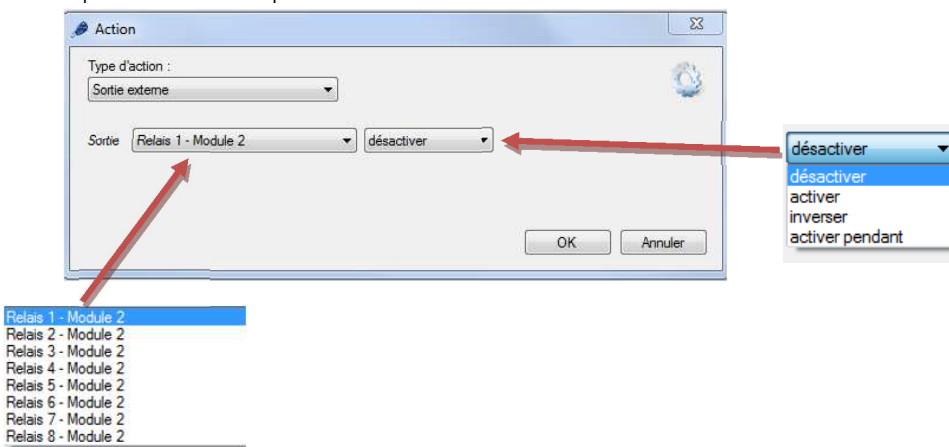 Action
Type d'action :
Sortie externe
Sortie Relais 1 - Module 2 désactiver
OK Annuler
désactiver
désactiver
activer
inverser
activer pendant
Relais 1 - Module 2
Relais 2 - Module 2
Relais 3 - Module 2
Relais 4 - Module 2
Relais 5 - Module 2
Relais 6 - Module 2
Relais 7 - Module 2
Relais 8 - Module 2